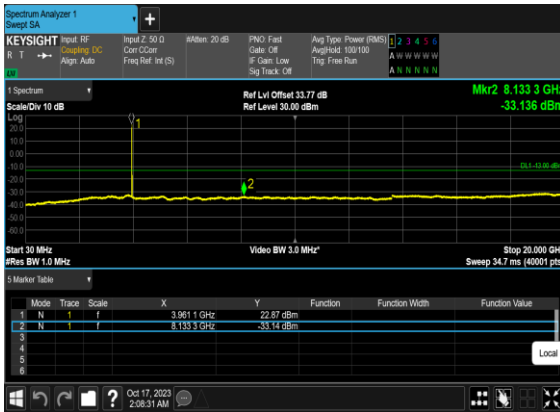 Spectrum Analyzer 1
Swept SA
KEYSIGHT Input: RF Input Z: 50 Ω #Atten: 20 dB PNO: Fast Avg Type: Power (RMS) 1 2 3 4 5 6
R T Coupling: DC Corr CCorr Gate: Off Avg|Hold: 100/100 A W W W W W
Align: Auto Freq Ref: Int (S) IF Gain: Low Trig: Free Run
Sig Track: Off A N N N N N
1 Spectrum
Ref Lvl Offset 33.77 dB Mkr2 8.133 3 GHz
Scale/Div 10 dB Ref Level 30.00 dBm -33.136 dBm
Log
20.0
10.0
0.00
-10.0
DL1 -13.00 dBm
-20.0
-30.0
-40.0
-50.0
-60.0
1
2
Start 30 MHz Video BW 3.0 MHz* Stop 20.000 GHz
#Res BW 1.0 MHz Sweep 34.7 ms (40001 pts)
5 Marker Table
Mode Trace Scale X Y Function Function Width Function Value
1 N 1 f 3.961 1 GHz 22.87 dBm
2 N 1 f 8.133 3 GHz -33.14 dBm
3
4
5
6
Local
?
Oct 17, 2023
2:08:31 AM